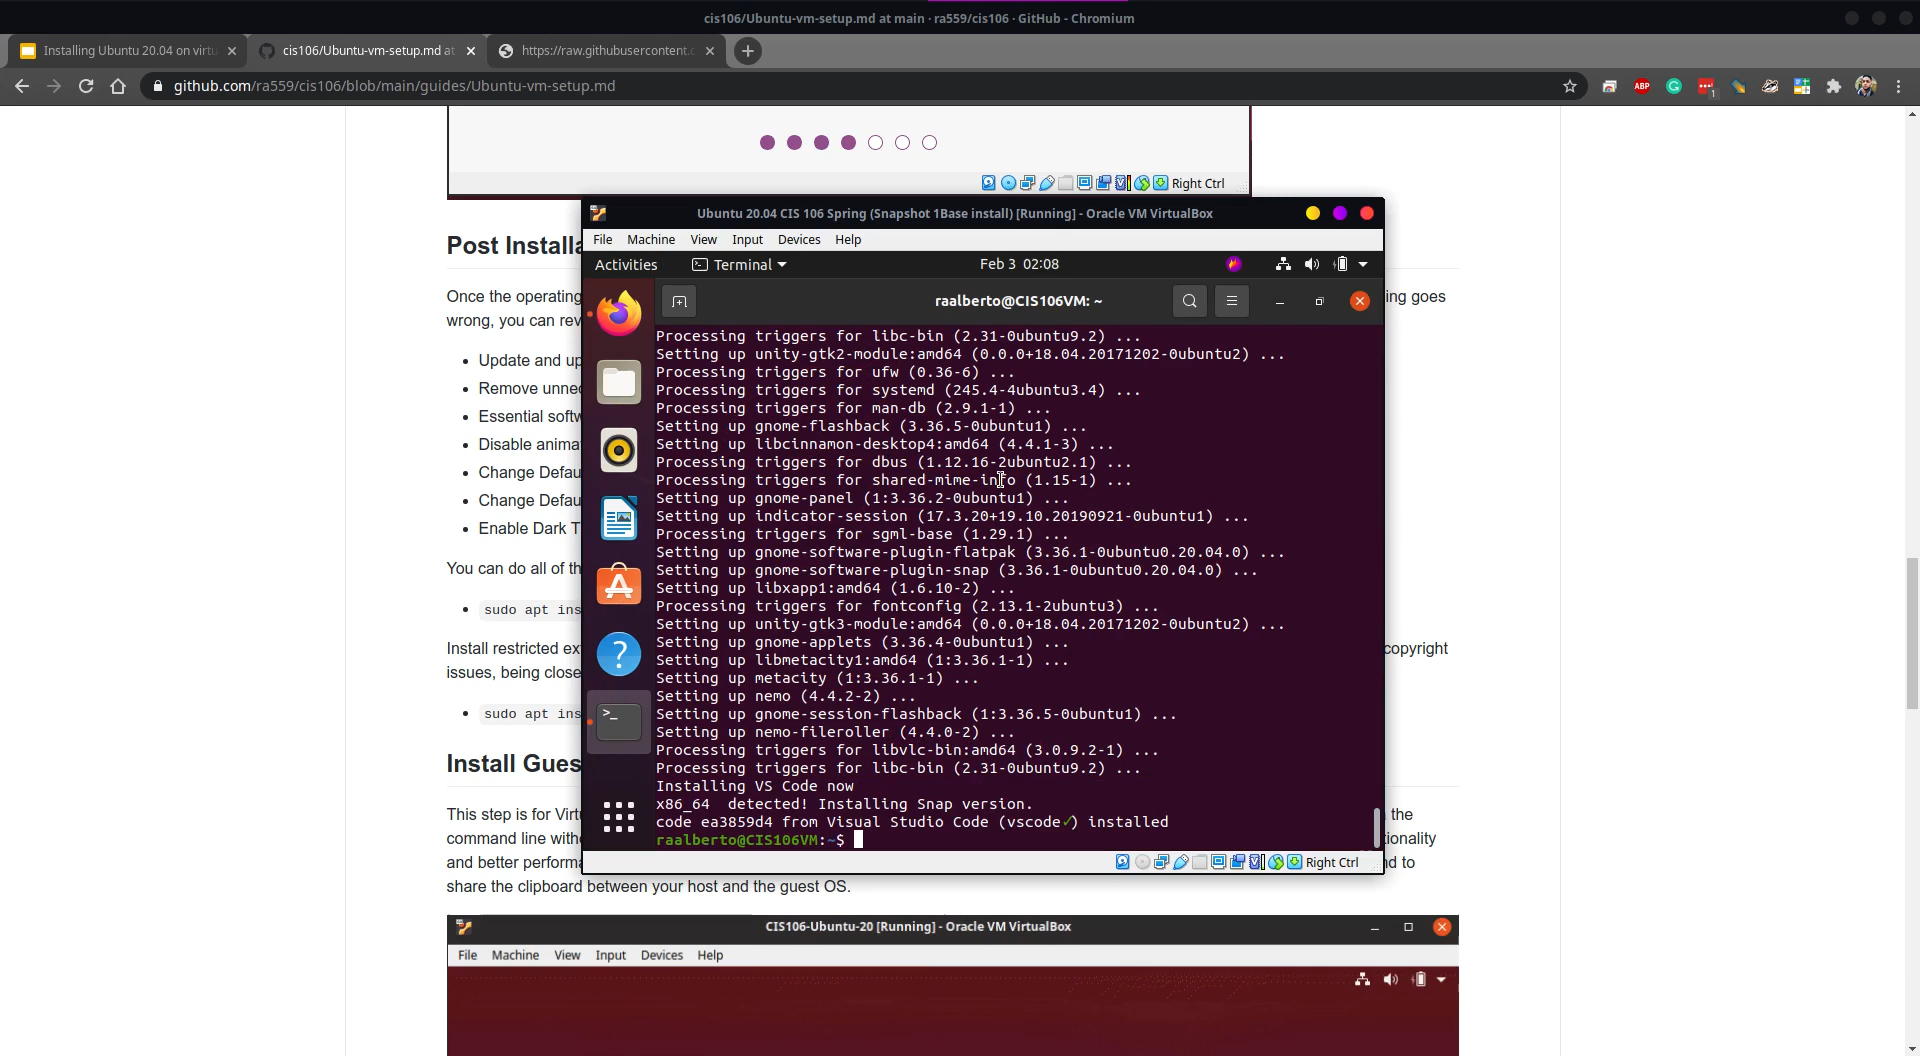 cis106/Ubuntu-vm-setup.md at main · ra559/cis106 · GitHub - Chromium
Installing Ubuntu 20.04 on virtu
cis106/Ubuntu-vm-setup.md at
https://raw.githubusercontent.c
github.com/ra559/cis106/blob/main/guides/Ubuntu-vm-setup.md
ABP
1
Right Ctrl
Post Installa
Once the operating
ing goes
wrong, you can rev
Update and up
Remove unnec
Essential softw
Disable anima
Change Defau
Change Defau
Enable Dark T
You can do all of th
sudo apt ins
Install restricted ex
copyright
issues, being close
sudo apt ins
Install Gues
This step is for Virtu
the
command line with
ionality
and better performa
nd to
share the clipboard between your host and the guest OS.
Ubuntu 20.04 CIS 106 Spring (Snapshot 1Base install) [Running] - Oracle VM VirtualBox
File Machine View Input Devices Help
Activities
Terminal
Feb 3 02:08
raalberto@CIS106VM: ~
Processing triggers for libc-bin (2.31-0ubuntu9.2) ...
Setting up unity-gtk2-module:amd64 (0.0.0+18.04.20171202-0ubuntu2) ...
Processing triggers for ufw (0.36-6) ...
Processing triggers for systemd (245.4-4ubuntu3.4) ...
Processing triggers for man-db (2.9.1-1) ...
Setting up gnome-flashback (3.36.5-0ubuntu1) ...
Setting up libcinnamon-desktop4:amd64 (4.4.1-3) ...
Processing triggers for dbus (1.12.16-2ubuntu2.1) ...
Processing triggers for shared-mime-info (1.15-1) ...
Setting up gnome-panel (1:3.36.2-0ubuntu1) ...
Setting up indicator-session (17.3.20+19.10.20190921-0ubuntu1) ...
Processing triggers for sgml-base (1.29.1) ...
Setting up gnome-software-plugin-flatpak (3.36.1-0ubuntu0.20.04.0) ...
Setting up gnome-software-plugin-snap (3.36.1-0ubuntu0.20.04.0) ...
Setting up libxapp1:amd64 (1.6.10-2) ...
Processing triggers for fontconfig (2.13.1-2ubuntu3) ...
Setting up unity-gtk3-module:amd64 (0.0.0+18.04.20171202-0ubuntu2) ...
Setting up gnome-applets (3.36.4-0ubuntu1) ...
Setting up libmetacity1:amd64 (1:3.36.1-1) ...
Setting up metacity (1:3.36.1-1) ...
Setting up nemo (4.4.2-2) ...
Setting up gnome-session-flashback (1:3.36.5-0ubuntu1) ...
Setting up nemo-fileroller (4.4.0-2) ...
Processing triggers for libvlc-bin:amd64 (3.0.9.2-1) ...
Processing triggers for libc-bin (2.31-0ubuntu9.2) ...
Installing VS Code now
x86_64  detected! Installing Snap version.
code ea3859d4 from Visual Studio Code (vscode✓) installed
raalberto@CIS106VM:~$
Right Ctrl
CIS106-Ubuntu-20 [Running] - Oracle VM VirtualBox
File Machine View Input Devices Help